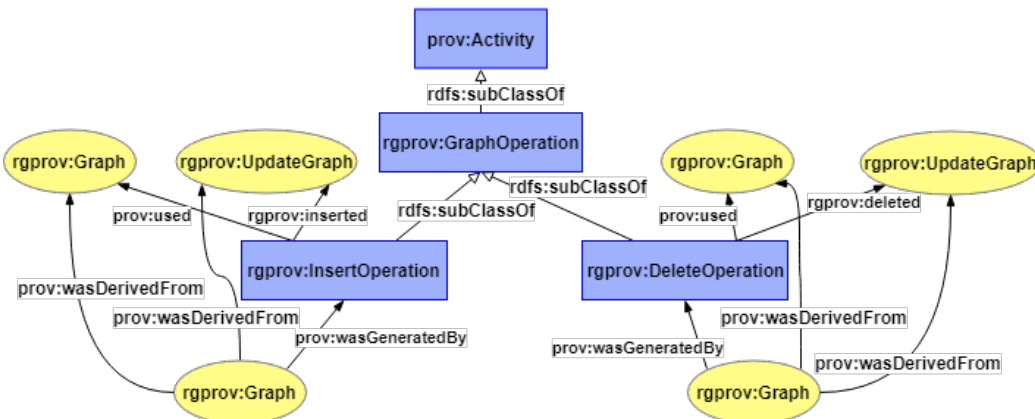 prov:Activity
rdfs:subClassOf
rgprov:GraphOperation
rgprov:Graph
rgprov:UpdateGraph
rgprov:Graph
rgprov:UpdateGraph
rdfs:subClassOf
prov:used
rgprov:inserted
rdfs:subClassOf
prov:used
rgprov:deleted
rgprov:InsertOperation
rgprov:DeleteOperation
prov:wasDerivedFrom
prov:wasDerivedFrom
prov:wasGeneratedBy
prov:wasDerivedFrom
prov:wasGeneratedBy
prov:wasDerivedFrom
rgprov:Graph
rgprov:Graph